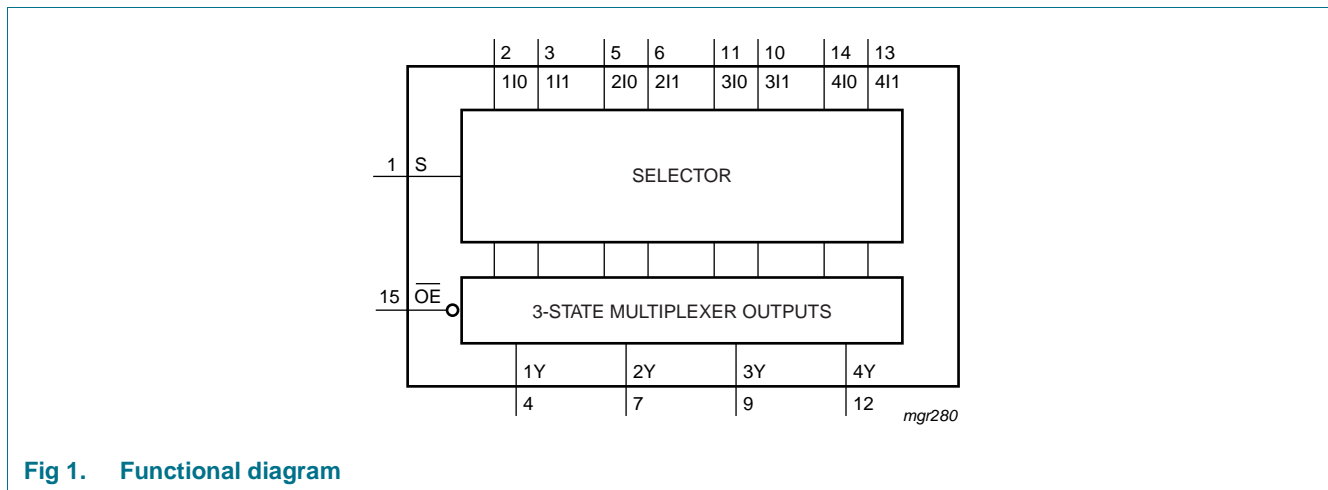 2 3 5 6 11 10 14 13
1I0 1I1 2I0 2I1 3I0 3I1 4I0 4I1
1 S
SELECTOR
15 O̅E̅
3-STATE MULTIPLEXER OUTPUTS
1Y 2Y 3Y 4Y
4 7 9 12
mgr280
Fig 1. Functional diagram